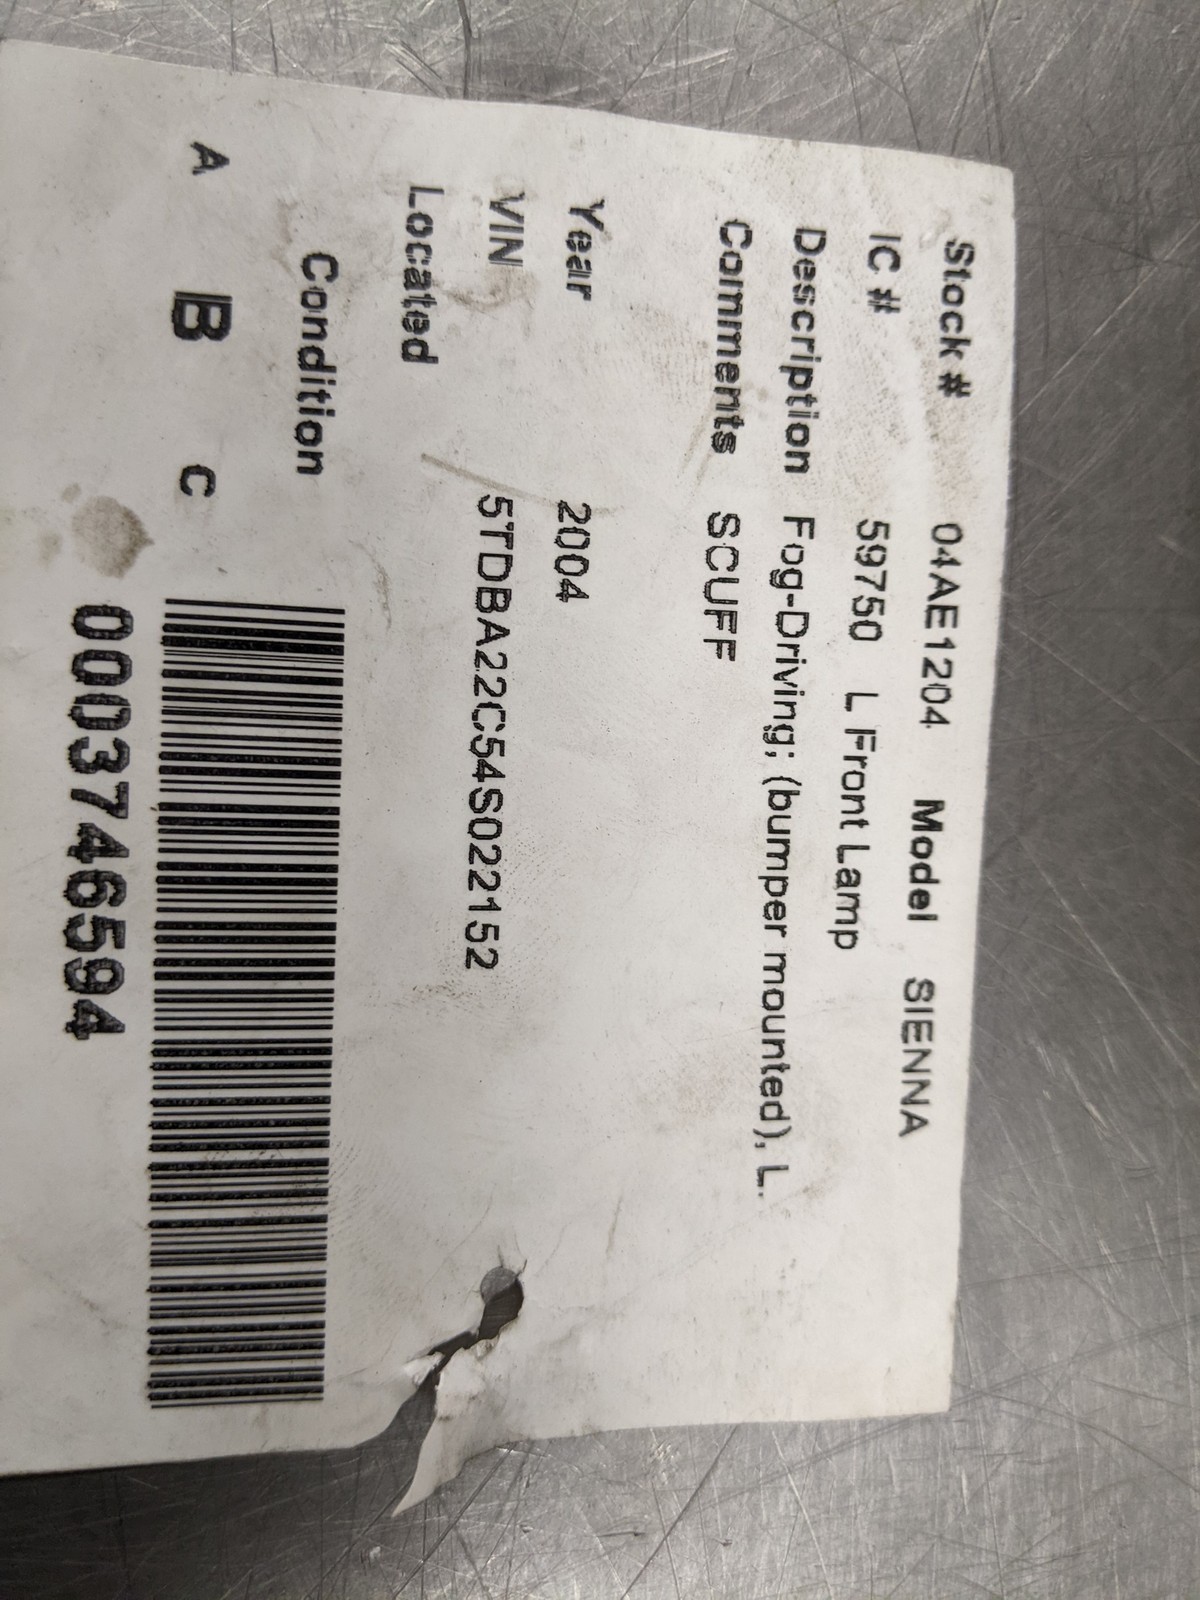 Stock # 04AE1204 Model SIENNA
IC # 59750 L Front Lamp
Description Fog-Driving; (bumper mounted), L.
Comments SCUFF
Year 2004
VIN 5TDBA22C54S022152
Located
Condition
A B C
0003746594